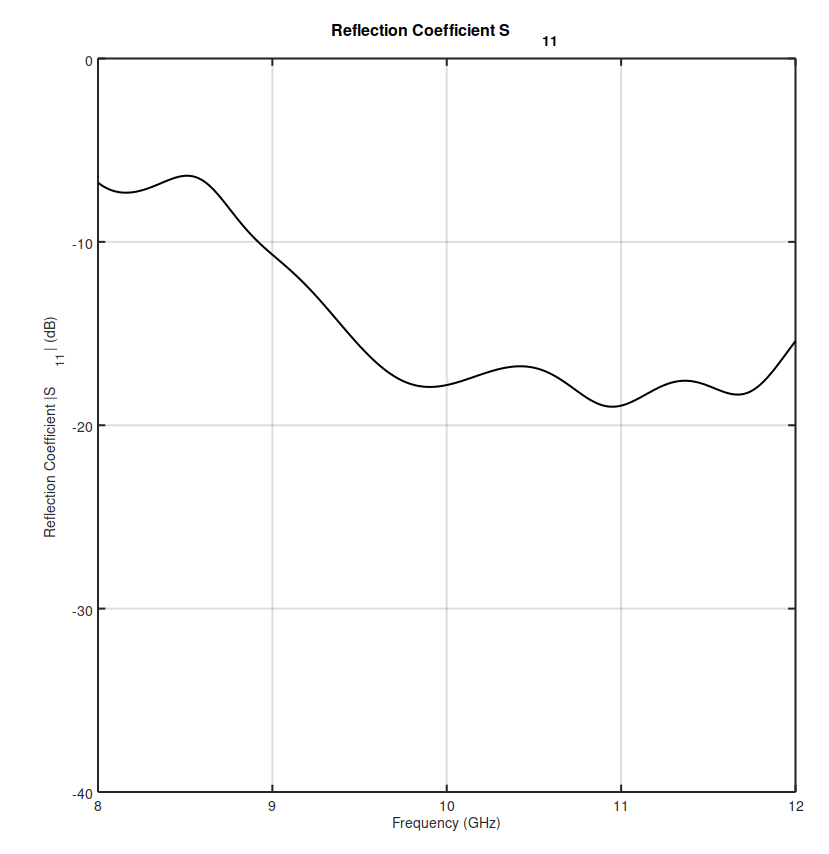 Reflection Coefficient S
11
0
-10
-20
-30
-40
Reflection Coefficient |S
11
| (dB)
8 9 10 11 12
Frequency (GHz)